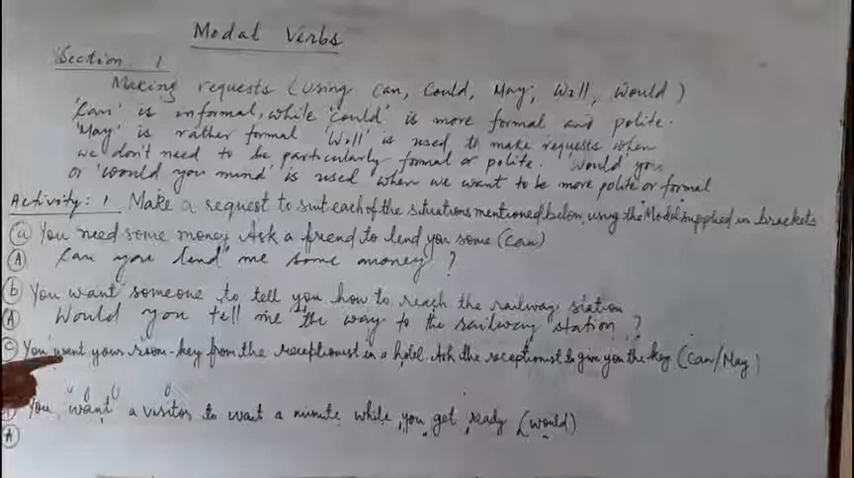 Modal Verbs
Section 1
Making requests (using can, could, May, Will, would)
'Can' is informal, while 'could' is more formal and polite.
'May' is rather formal 'Will' is used to make requests when
we don't need to be particularly formal or polite. 'Would' you
or 'would you mind' is used when we want to be more polite or formal
Activity: 1 Make a request to suit each of the situations mentioned below, using the Modal supplied in brackets
(a) You need some money. Ask a friend to lend you some (can)
(A) Can you lend me some money?
(b) You want someone to tell you how to reach the railway station
(A) Would you tell me the way to the railway station?
(c) You want your room-key from the receptionist in a hotel. Ask the receptionist to give you the key (can/May)
You want a visitor to wait a minute while you get ready (would)
(A)